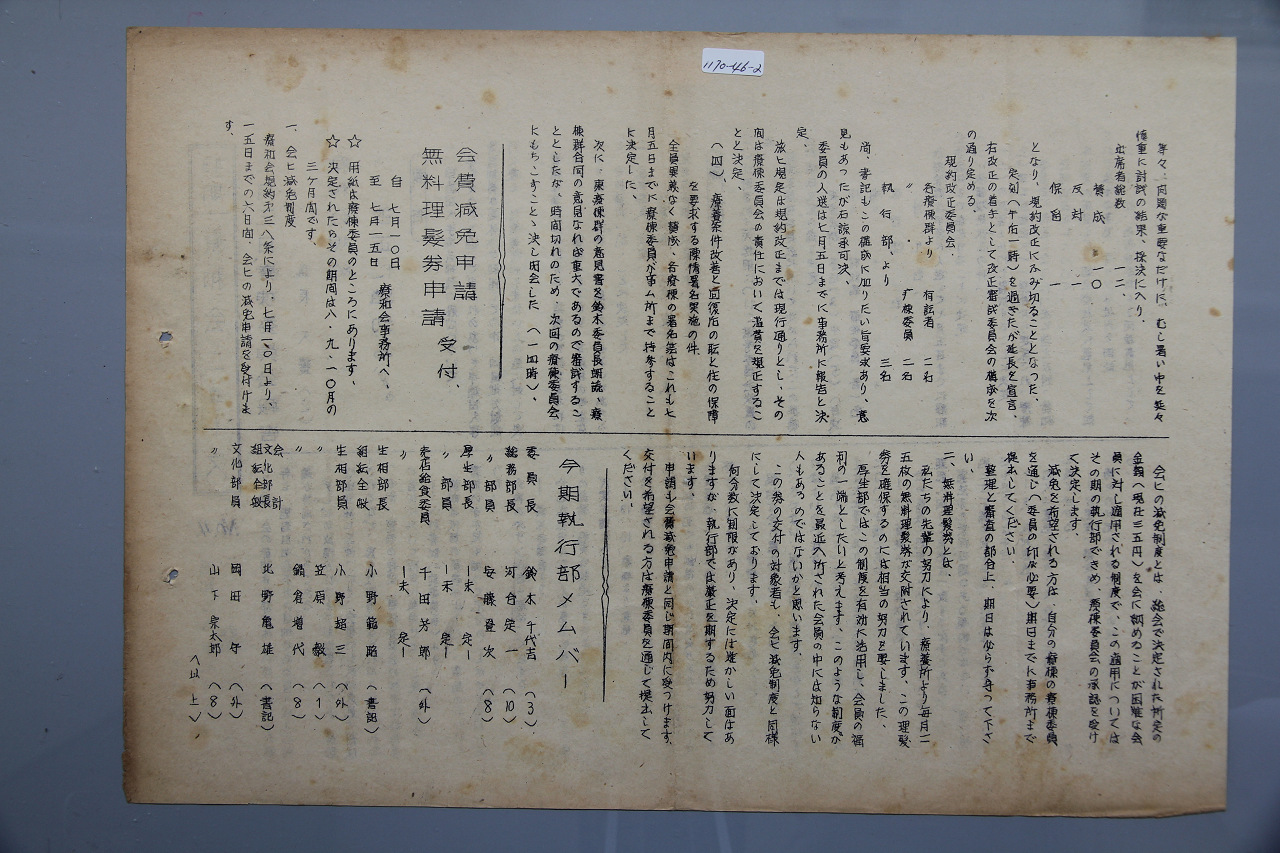 1170-46-2
等々、問題な重要なだけに、むし暑い中を延々
慎重に討議の結果、採決に入り、
出席者総数　一二、
賛成　一〇
反対　一
保留　一
となり、規約改正にふみ切ることとなった、
定刻(午后一時)を過ぎたが延長を宣言、
右改正の着手として改正審議委員会の構成を次
の通り定める。
規約改正委員会、
各療棟群より　有識者　二名
〃　療棟委員　二名
執行部、より　三名
尚、書記もこの構成に加りたい旨要求あり、意
見もあったが右諒承可決、
委員の人選は七月五日までに事務所に報告と決
定、
旅ヒ規定は規約改正までは現行通りとし、その
間は療棟委員会の責任において濫費を規正するこ
とと決定、
(四)、療養条件改善と回復后の職と住の保障
を要求する陳情署名実施の件
全員異義なく賛成、各療棟の署名簿はこれも七
月五日までに療棟委員が事ム所まで持参すること
に決定した、
次に、東療棟群の意見書を鈴木委員長朗読、療
棟群合同の意見なれば重大であるので審議するこ
ととしたが、時間切れのため、次回の療棟委員会
にもちこすことゝ決し閉会した　(一四時)、
会費減免申請
無料理髪券申請　受付、
自　七月一〇日
至　七月一五日　療和会事務所へ、
☆　用紙は療棟委員のところにあります、
☆　決定されたらその期間は八、九、一〇月の
三ヶ月間です、
一、会ヒ減免制度
療和会規約第三八条により、七月一〇日より、
一五日までの六日間、会ヒの減免申請を受付けま
す、
会ヒの減免制度とは、総会で決定された所定の
金額(現在三五円)を会に納めることが困難な会
員に対し適用される制度で、この適用については
その期の執行部できめ、療棟委員会の承認を受け
て決定します、
減免を希望される方は、自分の療棟の療棟委員
を通じ(委員の印が必要)期日までに事務所まで
提出してください、
整理と審査の都合上、期日は必らず守って下さ
い、
二、無料理髪券とは、
私たちの先輩の努力により、療養所より毎月二
五枚の無料理髪券が交附されています、この理髪
券を確保するのには相当の努力を要しました、
厚生部ではこの制度を有効に活用し、会員の福
利の一端としたいと考えます、このような制度が
あることを最近入所された会員の中には知らない
人もあるのではないかと思います、
この券の交付の対象者も、会ヒ減免制度と同様
にして決定しております、
何分数に制限があり、決定には難かしい面はあ
りますが、執行部では厳正を期するため努力して
います、
申請も会費減免申請と同じ期間内に受つけます、
交付を希望される方は療棟委員を通じて提出して
ください、
今期執行部メムバー
委員長　鈴木千代吉　(3)
総務部長　河合定一　(10)
〃部員　安藤登次　(8)
厚生部長　ー未定ー
〃部員　ー未定ー
売店給食委員　千田芳郎　(外)
〃　ー未定ー
生相部長
組絃全般　小野範昭　(書記)
生相部員　小野超三　(外)
〃　笠原毅　(1)
〃　鎬倉増代　(8)
会計
文化部長
組絃全般　北野亀雄　(書記)
文化部員　岡田守　(外)
〃　山下宗太郎　(8)
(以上)